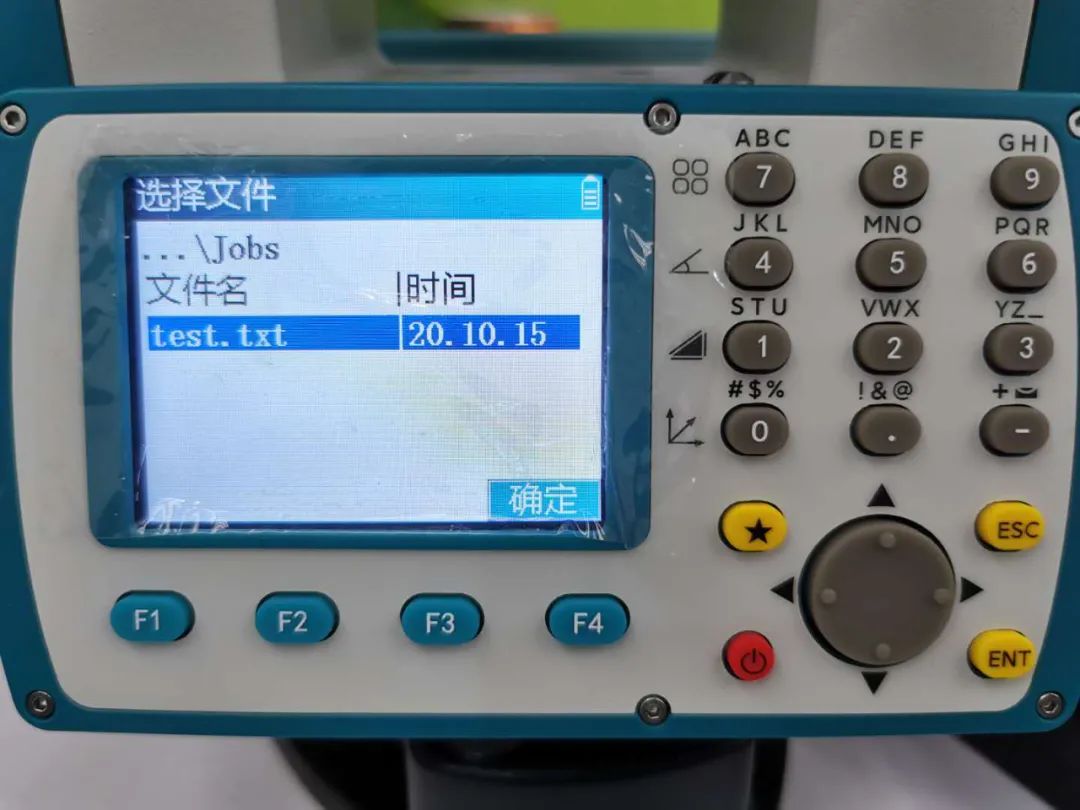 选择文件
...\Jobs
文件名 |时间
test.txt 20.10.15
确定
F1 F2 F3 F4
ABC DEF GHI
7 8 9
JKL MNO PQR
4 5 6
STU VWX YZ_
1 2 3
#$% !&@ +
0 . -
★ ESC
ENT